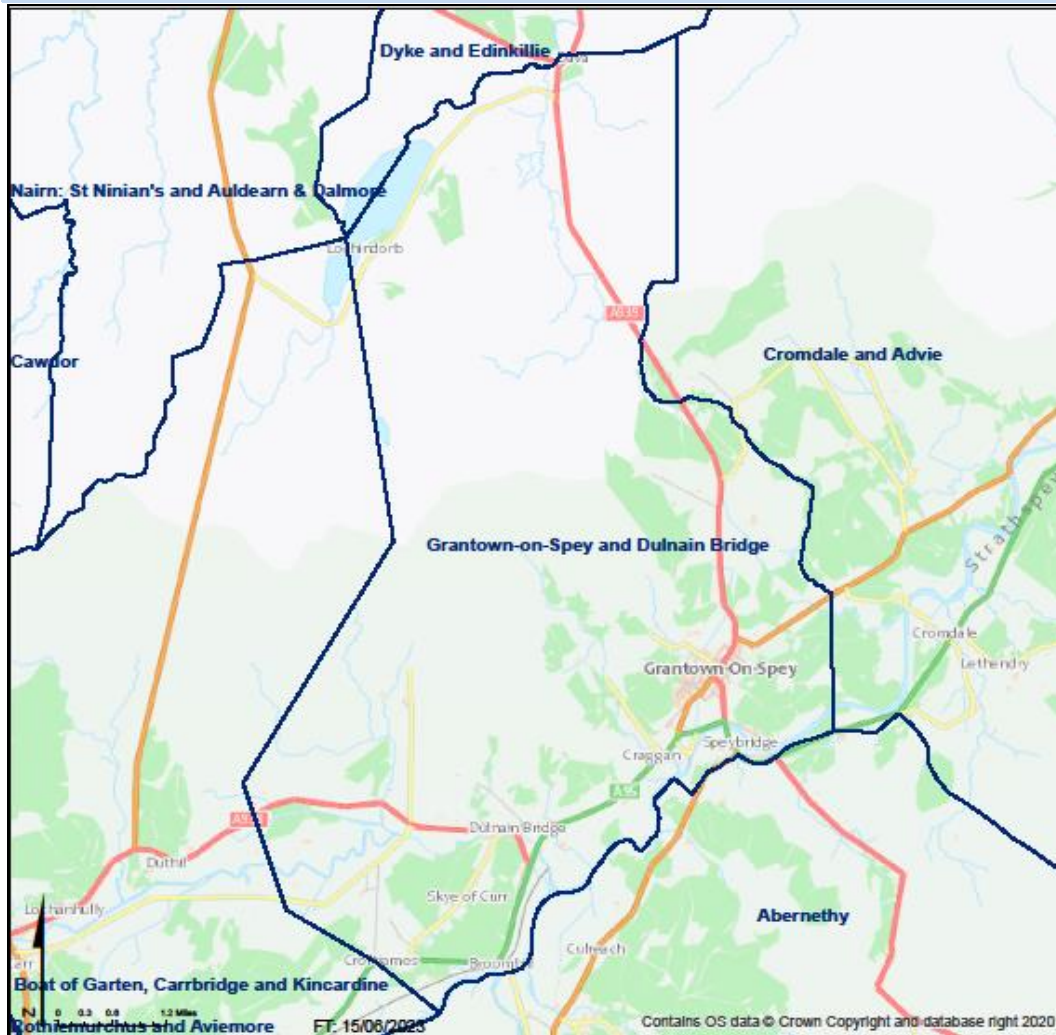 Dyke and Edinkillie
Nairn: St Ninian's and Auldearn & Dalmore
Lochindorb
A939
Cawdor
Cromdale and Advie
Grantown-on-Spey and Dulnain Bridge
Strathspey
Cromdale
Grantown-On-Spey
Lethendry
Speybridge
Craggan
A95
Dulnain Bridge
Duthil
Skye of Curr
Lochanhully
Abernethy
Culreach
Boat of Garten, Carrbridge and Kincardine
N
0 0.3 0.6 1.2 Miles
Rothiemurchus and Aviemore
FT: 15/06/2023
Contains OS data © Crown Copyright and database right 2020